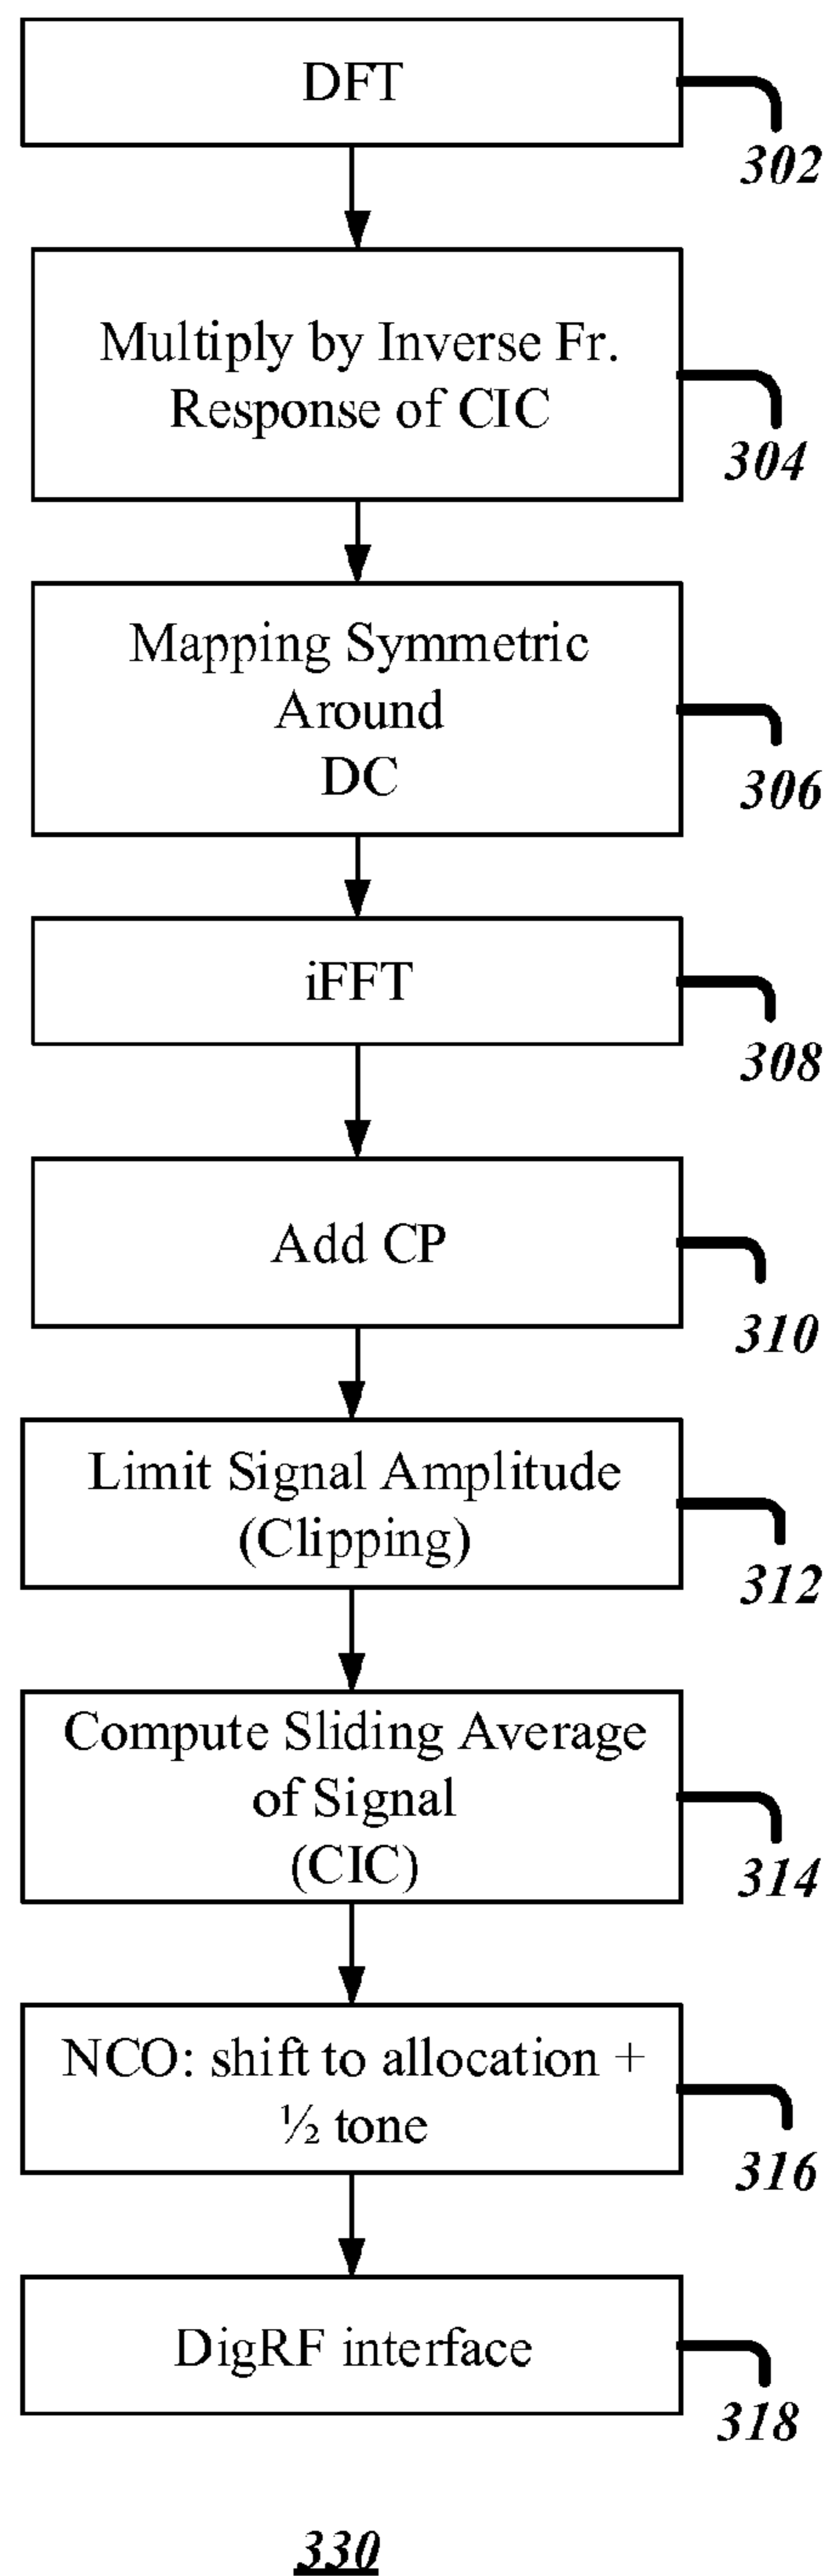 DFT
302
Multiply by Inverse Fr.
Response of CIC
304
Mapping Symmetric
Around
DC
306
iFFT
308
Add CP
310
Limit Signal Amplitude
(Clipping)
312
Compute Sliding Average
of Signal
(CIC)
314
NCO: shift to allocation +
½ tone
316
DigRF interface
318
330